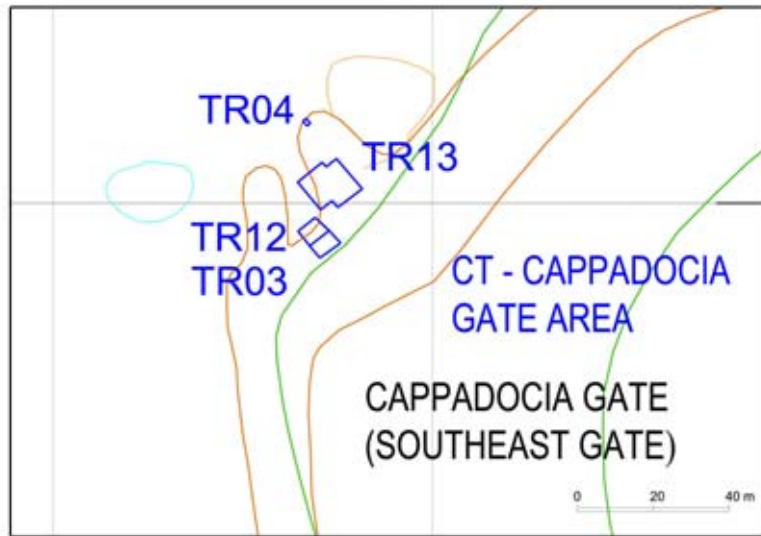 TR04
TR13
TR12
TR03
CT - CAPPADOCIA
GATE AREA
CAPPADOCIA GATE
(SOUTHEAST GATE)
0 20 40 m